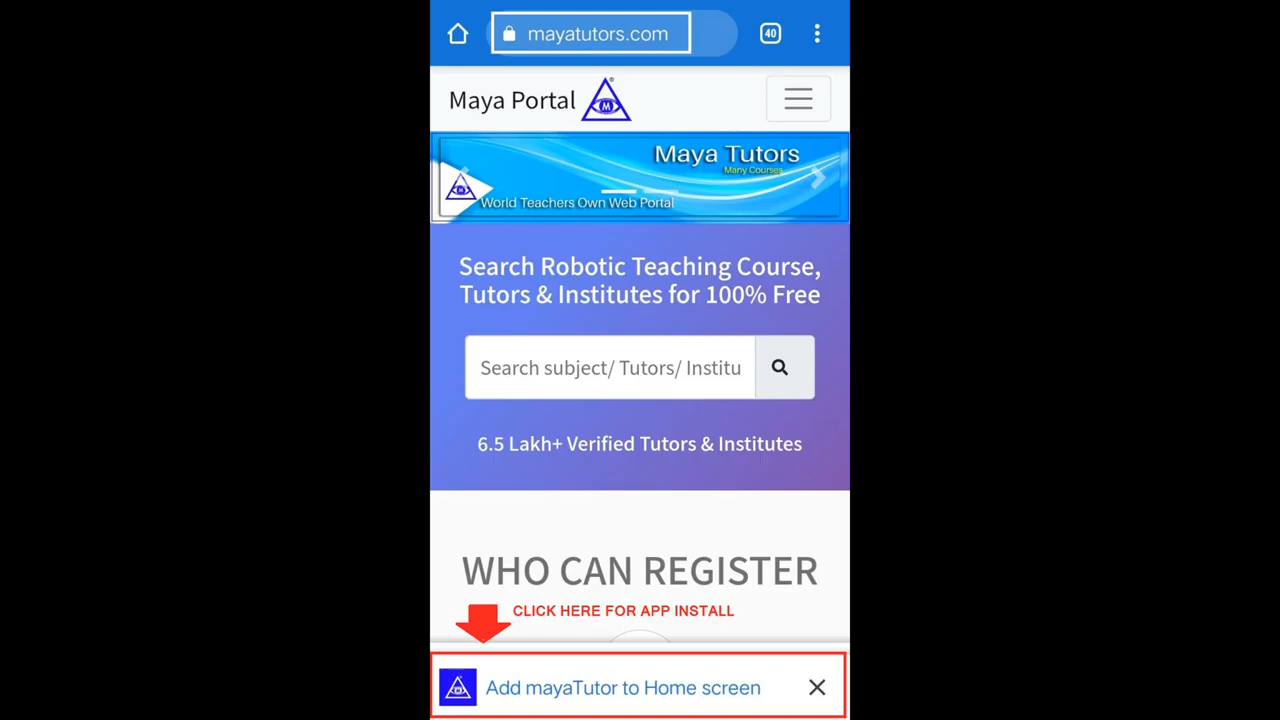 mayatutors.com
40
Maya Portal
M
Maya Tutors
Many Courses
World Teachers Own Web Portal
Search Robotic Teaching Course,
Tutors & Institutes for 100% Free
Search subject/ Tutors/ Institu
6.5 Lakh+ Verified Tutors & Institutes
WHO CAN REGISTER
CLICK HERE FOR APP INSTALL
Add mayaTutor to Home screen